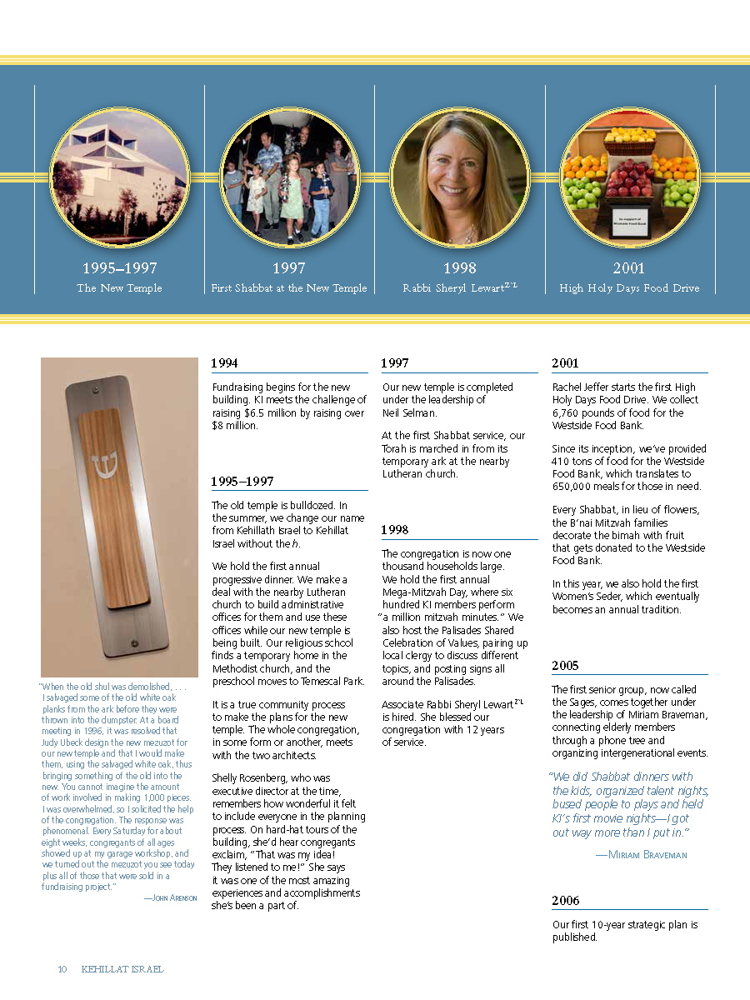 1995–1997
The New Temple
1997
First Shabbat at the New Temple
1998
Rabbi Sheryl Lewart Z"L
2001
High Holy Days Food Drive
In support of
Westside Food Bank
ש
"When the old shul was demolished, ... .
I salvaged some of the old white oak
planks from the ark before they were
thrown into the dumpster. At a board
meeting in 1996, it was resolved that
Judy Ubeck design the new mezuzot for
our new temple and that I would make
them, using the salvaged white oak, thus
bringing something of the old into the
new. You cannot imagine the amount
of work involved in making 1,000 pieces.
I was overwhelmed, so I solicited the help
of the congregation. The response was
phenomenal. Every Saturday for about
eight weeks, congregants of all ages
showed up at my garage workshop, and
we turned out the mezuzot you see today
plus all of those that were sold in a
fundraising project."
—John Arenson
1994
Fundraising begins for the new
building. KI meets the challenge of
raising $6.5 million by raising over
$8 million.
1995–1997
The old temple is bulldozed. In
the summer, we change our name
from Kehillath Israel to Kehillat
Israel without the h.
We hold the first annual
progressive dinner. We make a
deal with the nearby Lutheran
church to build administrative
offices for them and use these
offices while our new temple is
being built. Our religious school
finds a temporary home in the
Methodist church, and the
preschool moves to Temescal Park.
It is a true community process
to make the plans for the new
temple. The whole congregation,
in some form or another, meets
with the two architects.
Shelly Rosenberg, who was
executive director at the time,
remembers how wonderful it felt
to include everyone in the planning
process. On hard-hat tours of the
building, she'd hear congregants
exclaim, "That was my idea!
They listened to me!" She says
it was one of the most amazing
experiences and accomplishments
she's been a part of.
1997
Our new temple is completed
under the leadership of
Neil Selman.
At the first Shabbat service, our
Torah is marched in from its
temporary ark at the nearby
Lutheran church.
1998
The congregation is now one
thousand households large.
We hold the first annual
Mega-Mitzvah Day, where six
hundred KI members perform
"a million mitzvah minutes." We
also host the Palisades Shared
Celebration of Values, pairing up
local clergy to discuss different
topics, and posting signs all
around the Palisades.
Associate Rabbi Sheryl Lewart Z"L
is hired. She blessed our
congregation with 12 years
of service.
2001
Rachel Jeffer starts the first High
Holy Days Food Drive. We collect
6,760 pounds of food for the
Westside Food Bank.
Since its inception, we've provided
410 tons of food for the Westside
Food Bank, which translates to
650,000 meals for those in need.
Every Shabbat, in lieu of flowers,
the B'nai Mitzvah families
decorate the bimah with fruit
that gets donated to the Westside
Food Bank.
In this year, we also hold the first
Women's Seder, which eventually
becomes an annual tradition.
2005
The first senior group, now called
the Sages, comes together under
the leadership of Miriam Braveman,
connecting elderly members
through a phone tree and
organizing intergenerational events.
"We did Shabbat dinners with
the kids, organized talent nights,
bused people to plays and held
KI's first movie nights—I got
out way more than I put in."
—Miriam Braveman
2006
Our first 10-year strategic plan is
published.
10 KEHILLAT ISRAEL